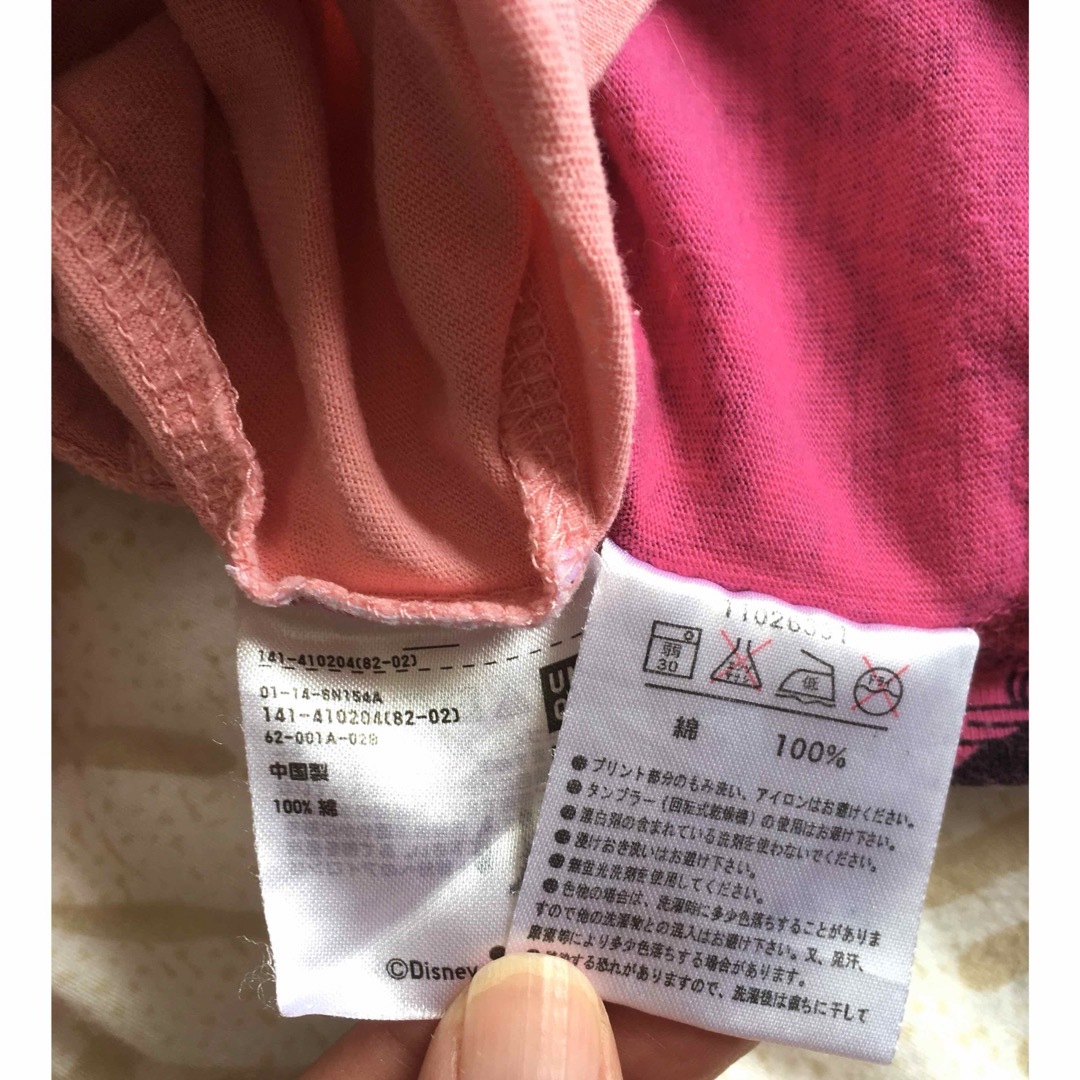 141-410204(82-02)
01-14-6N154A
141-410204(82-02)
62-001A-02B
中国製
100% 綿
©Disney
11026351
弱
30
低
ドライ
綿 100%
●プリント部分のもみ洗い、アイロンはお避けください。
●タンブラー(回転式乾燥機)の使用はお避け下さい。
●漂白剤の含まれている洗剤を使わないでください。
●浸けおき洗いはお避け下さい。
●無蛍光洗剤を使用してください。
●色物の場合は、洗濯時に多少色落ちすることがありま
すので他の洗濯物との混入はお避け下さい。又、発汗、
摩擦等により多少色落ちする場合があります。
する恐れがありますので、洗濯後は直ちに干して